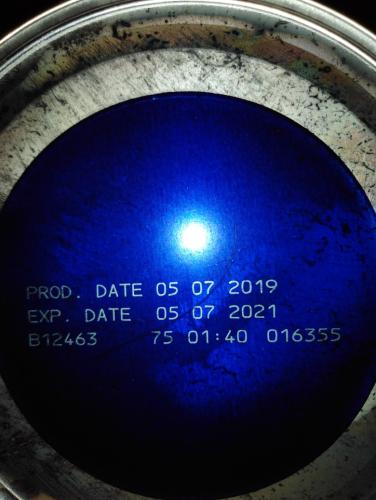 PROD. DATE 05 07 2019
EXP. DATE 05 07 2021
B12463 75 01:40 016355